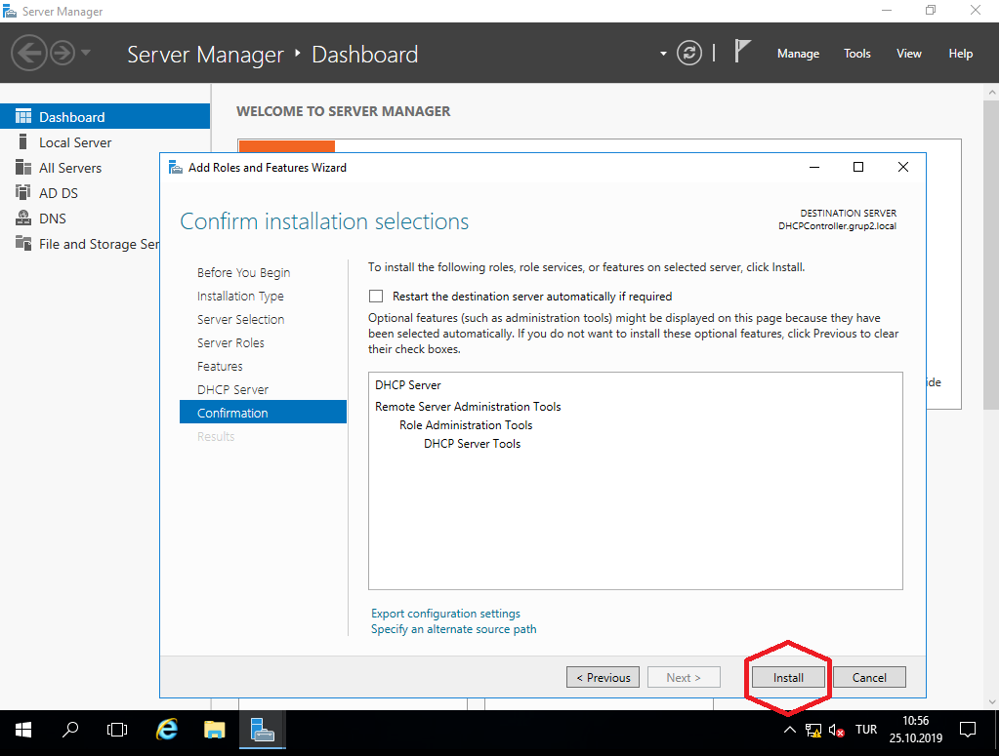 Server Manager
Server Manager ‣ Dashboard
Manage Tools View Help
Dashboard
Local Server
All Servers
AD DS
DNS
File and Storage Ser
WELCOME TO SERVER MANAGER
Add Roles and Features Wizard
Confirm installation selections
DESTINATION SERVER
DHCPController.grup2.local
Before You Begin
Installation Type
Server Selection
Server Roles
Features
DHCP Server
Confirmation
Results
To install the following roles, role services, or features on selected server, click Install.
Restart the destination server automatically if required
Optional features (such as administration tools) might be displayed on this page because they have
been selected automatically. If you do not want to install these optional features, click Previous to clear
their check boxes.
DHCP Server
Remote Server Administration Tools
Role Administration Tools
DHCP Server Tools
ide
Export configuration settings
Specify an alternate source path
< Previous
Next >
Install
Cancel
TUR
10:56
25.10.2019